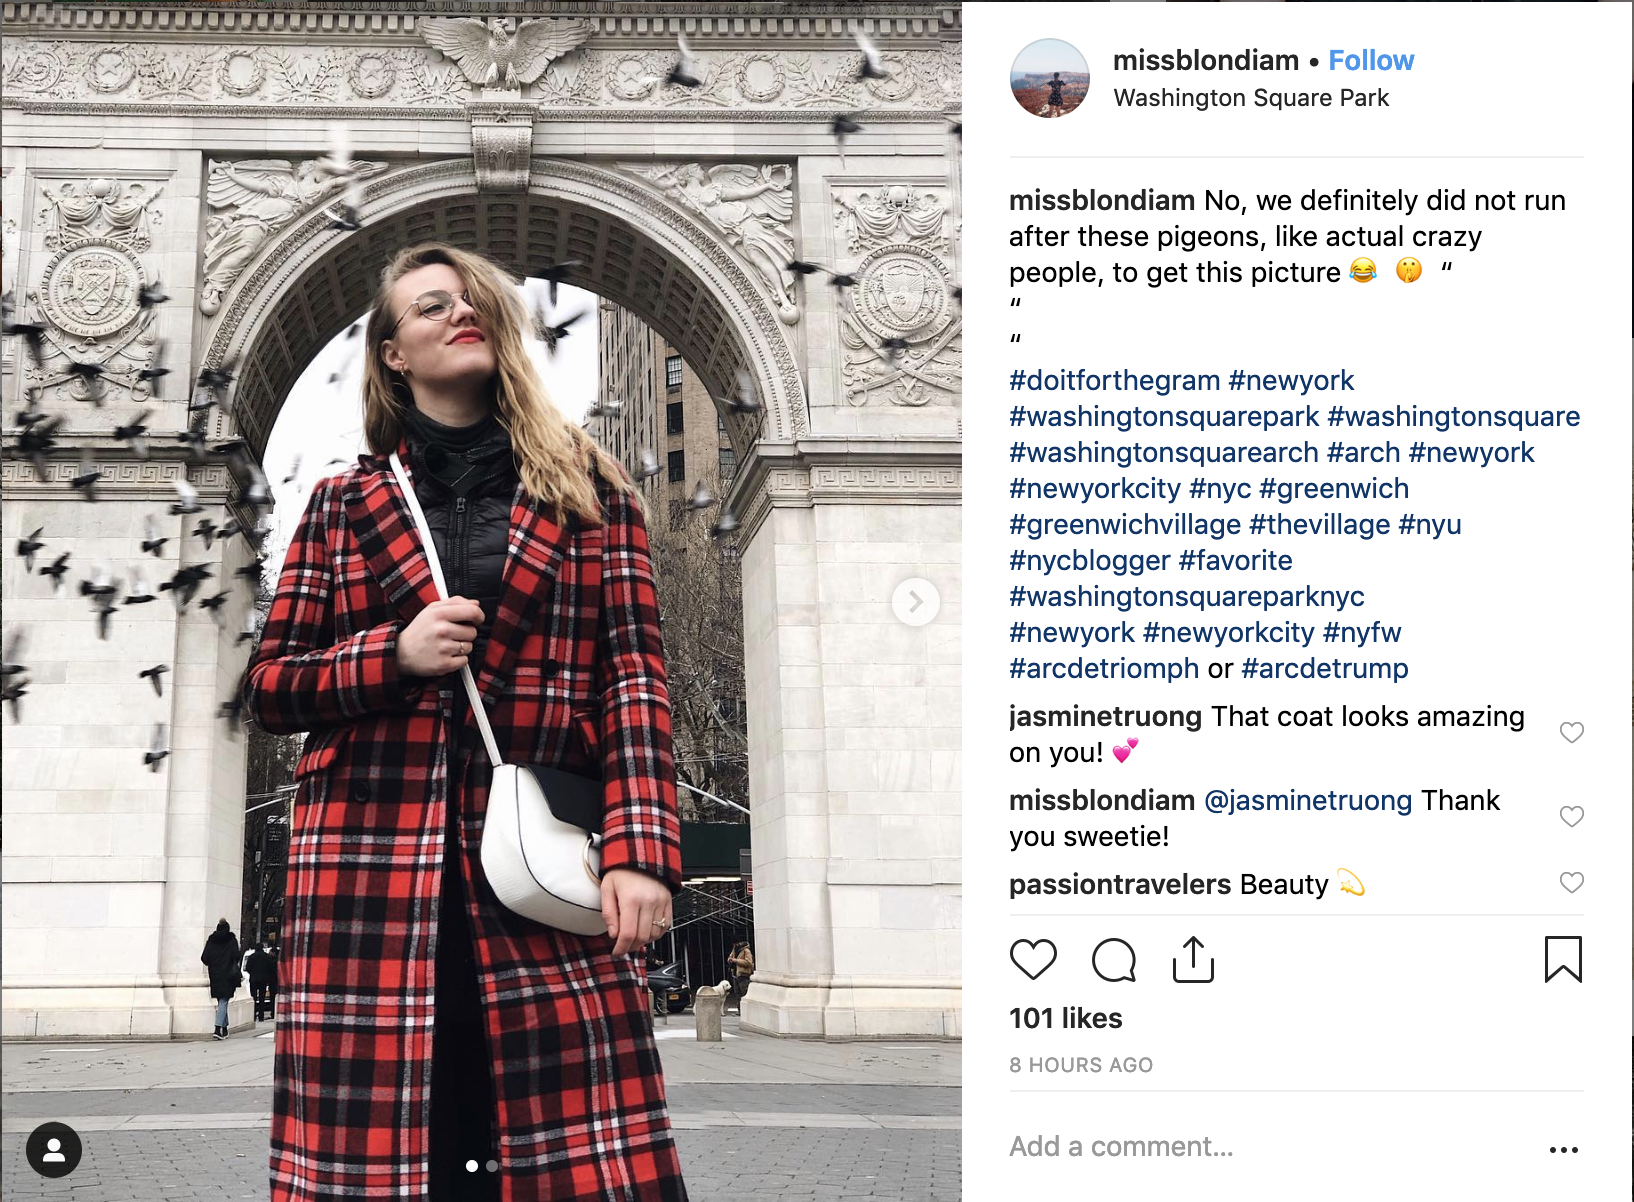 missblondiam • Follow
Washington Square Park
missblondiam No, we definitely did not run
after these pigeons, like actual crazy
people, to get this picture 😂 🤫 “
“
“
#doitforthegram #newyork
#washingtonsquarepark #washingtonsquare
#washingtonsquarearch #arch #newyork
#newyorkcity #nyc #greenwich
#greenwichvillage #thevillage #nyu
#nycblogger #favorite
#washingtonsquareparknyc
#newyork #newyorkcity #nyfw
#arcdetriomph or #arcdetrump
jasminetruong That coat looks amazing
on you! 💕
missblondiam @jasminetruong Thank
you sweetie!
passiontravelers Beauty 💫
101 likes
8 HOURS AGO
Add a comment...